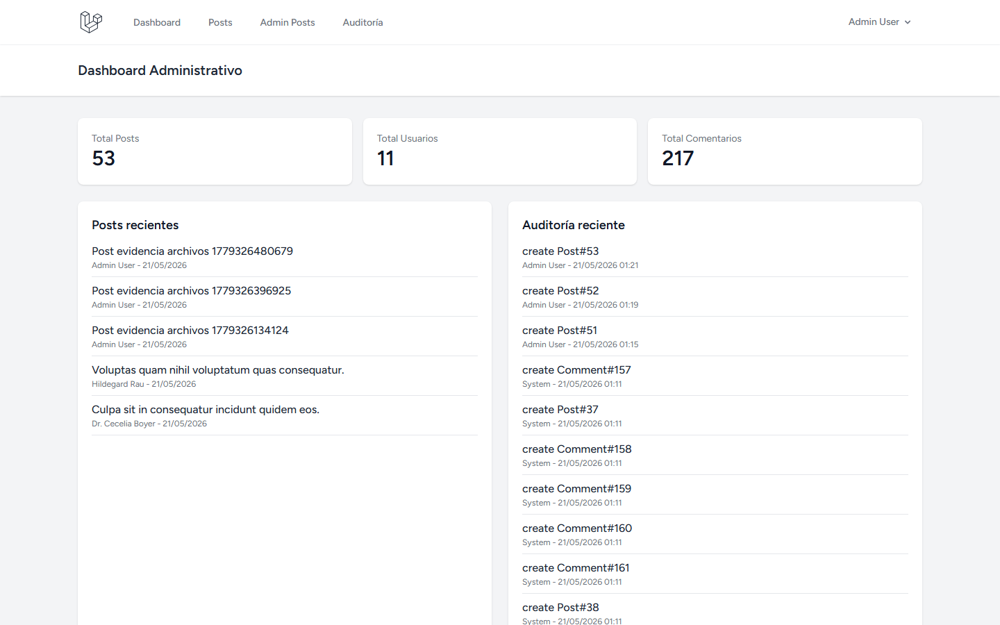 Dashboard
Posts
Admin Posts
Auditoría
Admin User
Dashboard Administrativo
Total Posts
53
Total Usuarios
11
Total Comentarios
217
Posts recientes
Post evidencia archivos 1779326480679
Admin User - 21/05/2026
Post evidencia archivos 1779326396925
Admin User - 21/05/2026
Post evidencia archivos 1779326134124
Admin User - 21/05/2026
Voluptas quam nihil voluptatum quas consequatur.
Hildegard Rau - 21/05/2026
Culpa sit in consequatur incidunt quidem eos.
Dr. Cecelia Boyer - 21/05/2026
Auditoría reciente
create Post#53
Admin User - 21/05/2026 01:21
create Post#52
Admin User - 21/05/2026 01:19
create Post#51
Admin User - 21/05/2026 01:15
create Comment#157
System - 21/05/2026 01:11
create Post#37
System - 21/05/2026 01:11
create Comment#158
System - 21/05/2026 01:11
create Comment#159
System - 21/05/2026 01:11
create Comment#160
System - 21/05/2026 01:11
create Comment#161
System - 21/05/2026 01:11
create Post#38
System - 21/05/2026 01:11